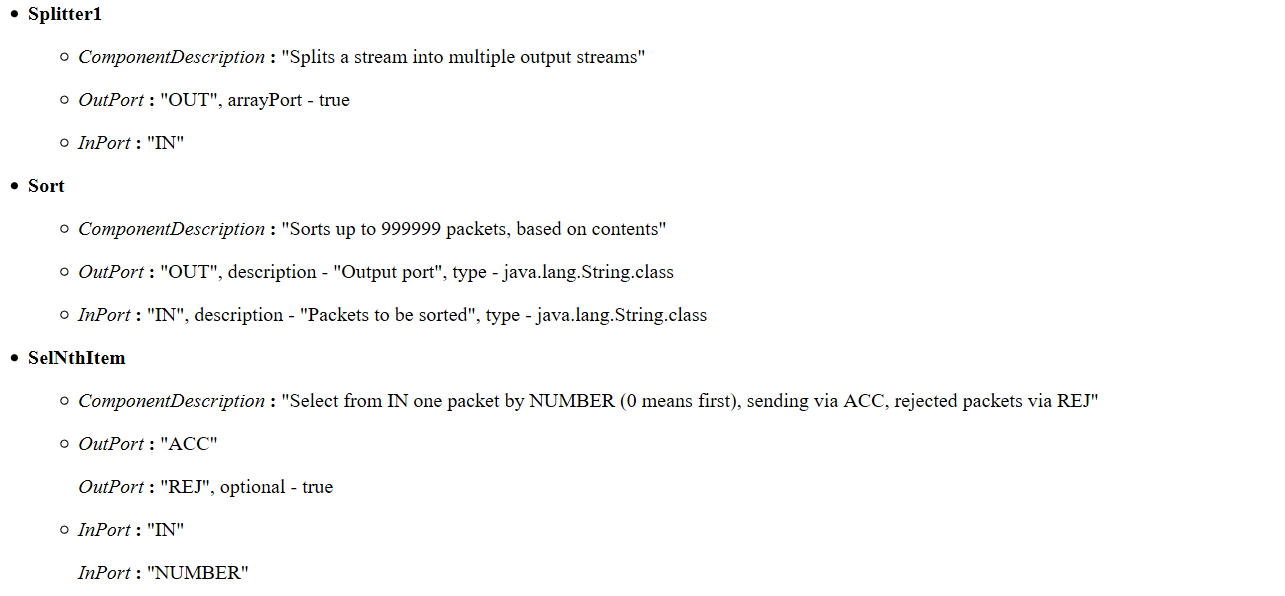 Splitter1
ComponentDescription : "Splits a stream into multiple output streams"
OutPort : "OUT", arrayPort - true
InPort : "IN"
Sort
ComponentDescription : "Sorts up to 999999 packets, based on contents"
OutPort : "OUT", description - "Output port", type - java.lang.String.class
InPort : "IN", description - "Packets to be sorted", type - java.lang.String.class
SelNthItem
ComponentDescription : "Select from IN one packet by NUMBER (0 means first), sending via ACC, rejected packets via REJ"
OutPort : "ACC"
OutPort : "REJ", optional - true
InPort : "IN"
InPort : "NUMBER"